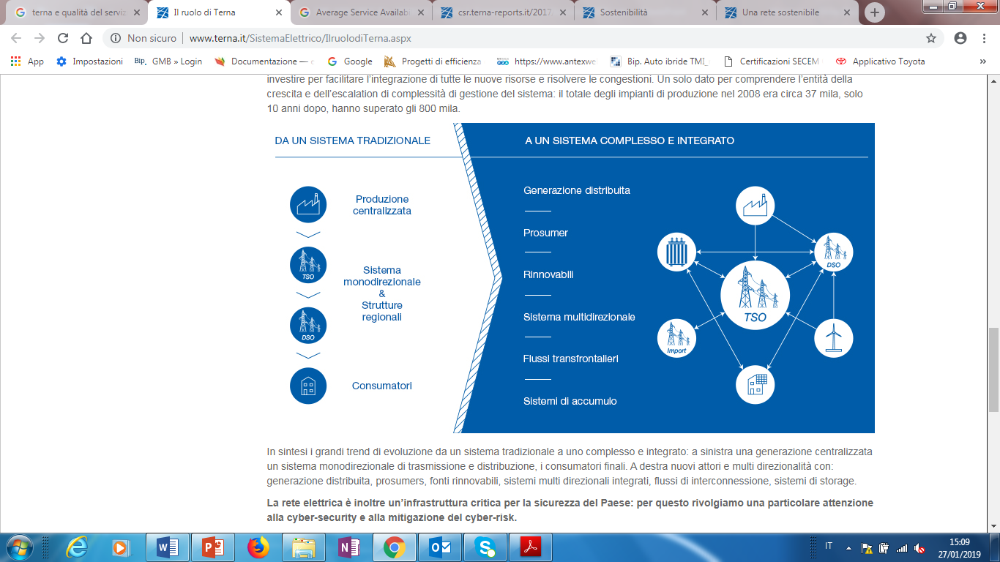 terna e qualità del serviz
Il ruolo di Terna
Average Service Availabi
csr.terna-reports.it/2017
Sostenibilità
Una rete sostenibile
Non sicuro | www.terna.it/SistemaElettrico/IlruolodiTerna.aspx
App
Impostazioni
Bip. GMB » Login
Documentazione — e
Google
Progetti di efficienza
https://www.antexwe
Bip. Auto ibride TMI_
Certificazioni SECEM
Applicativo Toyota
»
investire per facilitare l'integrazione di tutte le nuove risorse e risolvere le congestioni. Un solo dato per comprendere l'entità della
crescita e dell'escalation di complessità di gestione del sistema: il totale degli impianti di produzione nel 2008 era circa 37 mila, solo
10 anni dopo, hanno superato gli 800 mila.
DA UN SISTEMA TRADIZIONALE
Produzione
centralizzata
TSO
Sistema
monodirezionale
&
Strutture
regionali
DSO
Consumatori
A UN SISTEMA COMPLESSO E INTEGRATO
Generazione distribuita
Prosumer
Rinnovabili
Sistema multidirezionale
Flussi transfrontalieri
Sistemi di accumulo
DSO
TSO
Import
In sintesi i grandi trend di evoluzione da un sistema tradizionale a uno complesso e integrato: a sinistra una generazione centralizzata
un sistema monodirezionale di trasmissione e distribuzione, i consumatori finali. A destra nuovi attori e multi direzionalità con:
generazione distribuita, prosumers, fonti rinnovabili, sistemi multi direzionali integrati, flussi di interconnessione, sistemi di storage.
La rete elettrica è inoltre un'infrastruttura critica per la sicurezza del Paese: per questo rivolgiamo una particolare attenzione
alla cyber-security e alla mitigazione del cyber-risk.
IT
15:09
27/01/2019